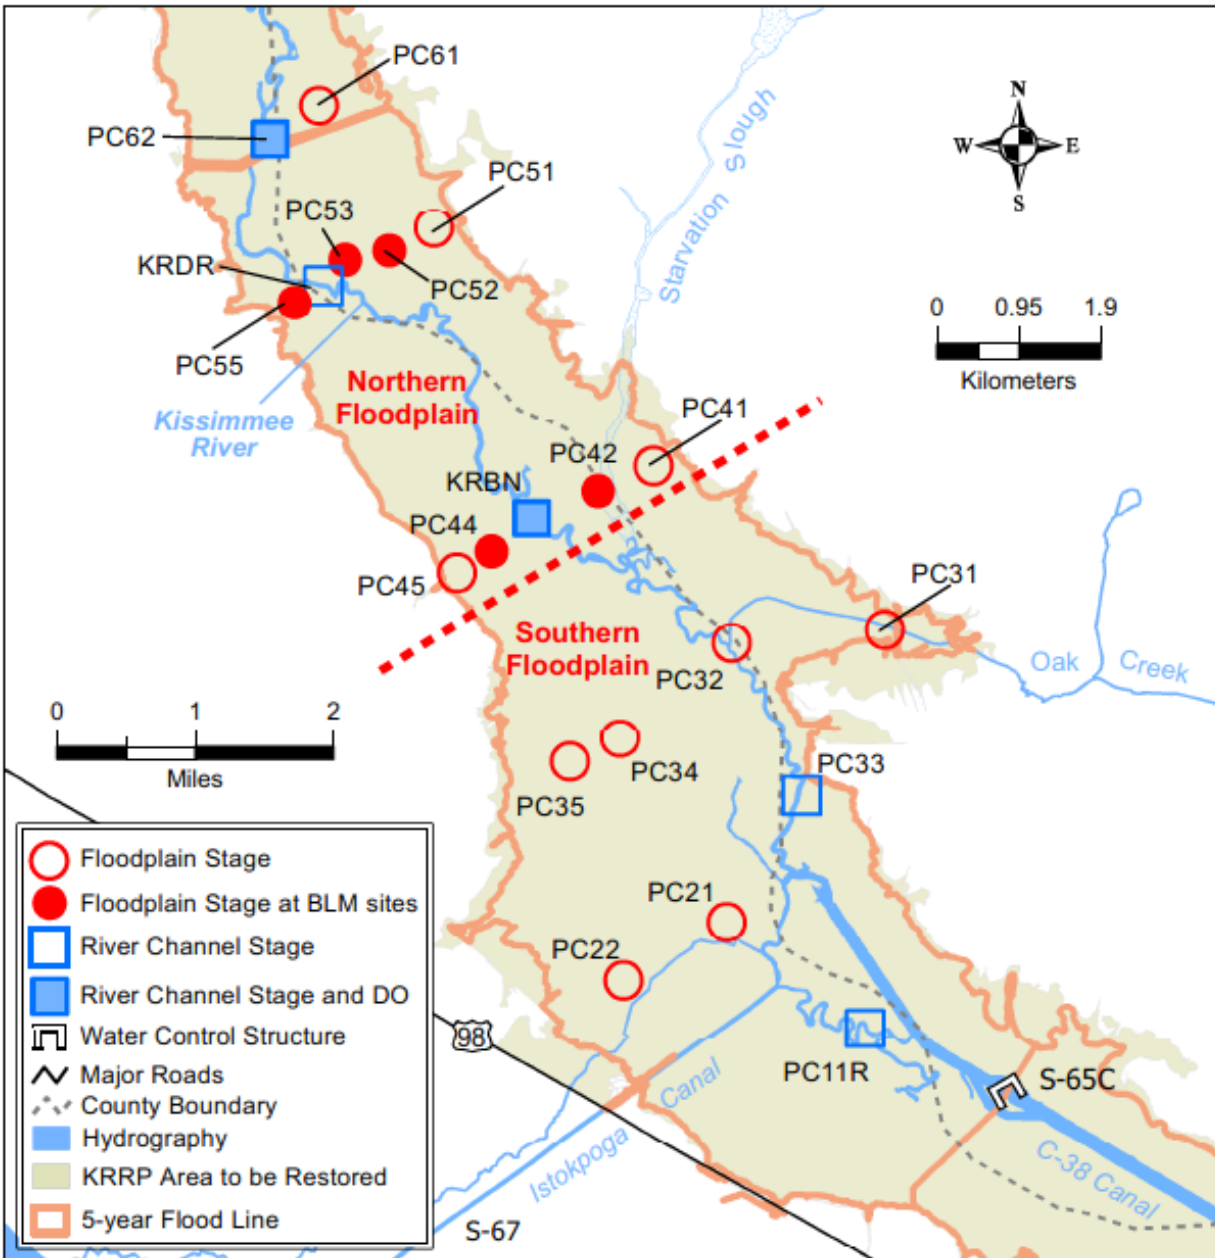 PC61
N
PC62
W
E
S
Starvation Slough
PC51
PC53
KRDR
PC52
0 0.95 1.9
Kilometers
PC55
Northern
Floodplain
Kissimmee
River
PC41
PC42
KRBN
PC44
PC45
PC31
Southern
Floodplain
PC32
Oak Creek
0 1 2
Miles
PC34
PC33
PC35
PC21
PC22
98
PC11R
S-65C
Istokpoga Canal
C-38 Canal
S-67
Floodplain Stage
Floodplain Stage at BLM sites
River Channel Stage
River Channel Stage and DO
Water Control Structure
Major Roads
County Boundary
Hydrography
KRRP Area to be Restored
5-year Flood Line